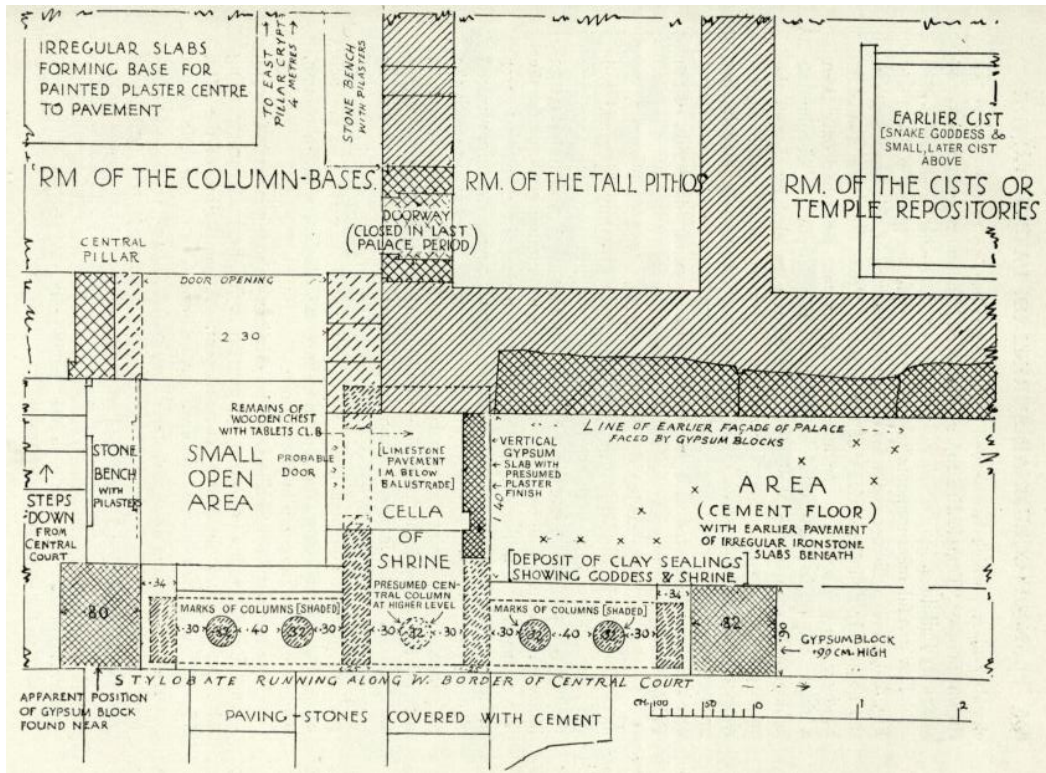 IRREGULAR SLABS
FORMING BASE FOR
PAINTED PLASTER CENTRE
TO PAVEMENT
TO EAST →
PILLAR CRYPT
4 METRES →
STONE BENCH
WITH PILASTERS
EARLIER CIST
[SNAKE GODDESS &
SMALL, LATER CIST
ABOVE
RM OF THE COLUMN-BASES.
RM. OF THE TALL PITHOS
RM. OF THE CISTS OR
TEMPLE REPOSITORIES
DOORWAY
(CLOSED IN LAST
PALACE PERIOD)
CENTRAL
PILLAR
DOOR OPENING
2 30
REMAINS OF
WOODEN CHEST
WITH TABLETS CL.B
LINE OF EARLIER FAÇADE OF PALACE
FACED BY GYPSUM BLOCKS
STONE
BENCH
WITH
PILASTERS
SMALL
OPEN
AREA
PROBABLE
DOOR
[LIMESTONE
PAVEMENT
1 M BELOW
BALUSTRADE]
VERTICAL
GYPSUM
SLAB WITH
PRESUMED
PLASTER
FINISH
1 40
STEPS
DOWN
FROM
CENTRAL
COURT
CELLA
OF
SHRINE
AREA
(CEMENT FLOOR)
WITH EARLIER PAVEMENT
OF IRREGULAR IRONSTONE
SLABS BENEATH
[DEPOSIT OF CLAY SEALINGS]
SHOWING GODDESS & SHRINE
PRESUMED CEN-
TRAL COLUMN
AT HIGHER LEVEL
·80
·34
MARKS OF COLUMNS [SHADED]
·30 32 ·40 32 ·30
·30 32 ·30
MARKS OF COLUMNS [SHADED]
·30 32 ·40 32 ·30
·34
·82
90
GYPSUM BLOCK
·99 CM. HIGH
STYLOBATE RUNNING ALONG W. BORDER OF CENTRAL COURT
APPARENT POSITION
OF GYPSUM BLOCK
FOUND NEAR
PAVING-STONES COVERED WITH CEMENT
CM. 100 50 0 1 2